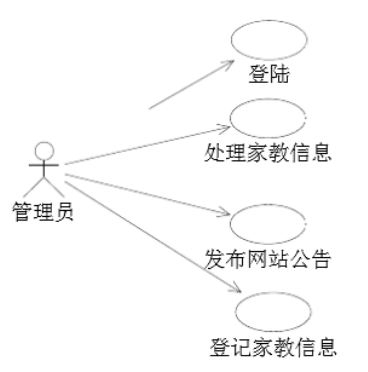 登陆
处理家教信息
管理员
发布网站公告
登记家教信息